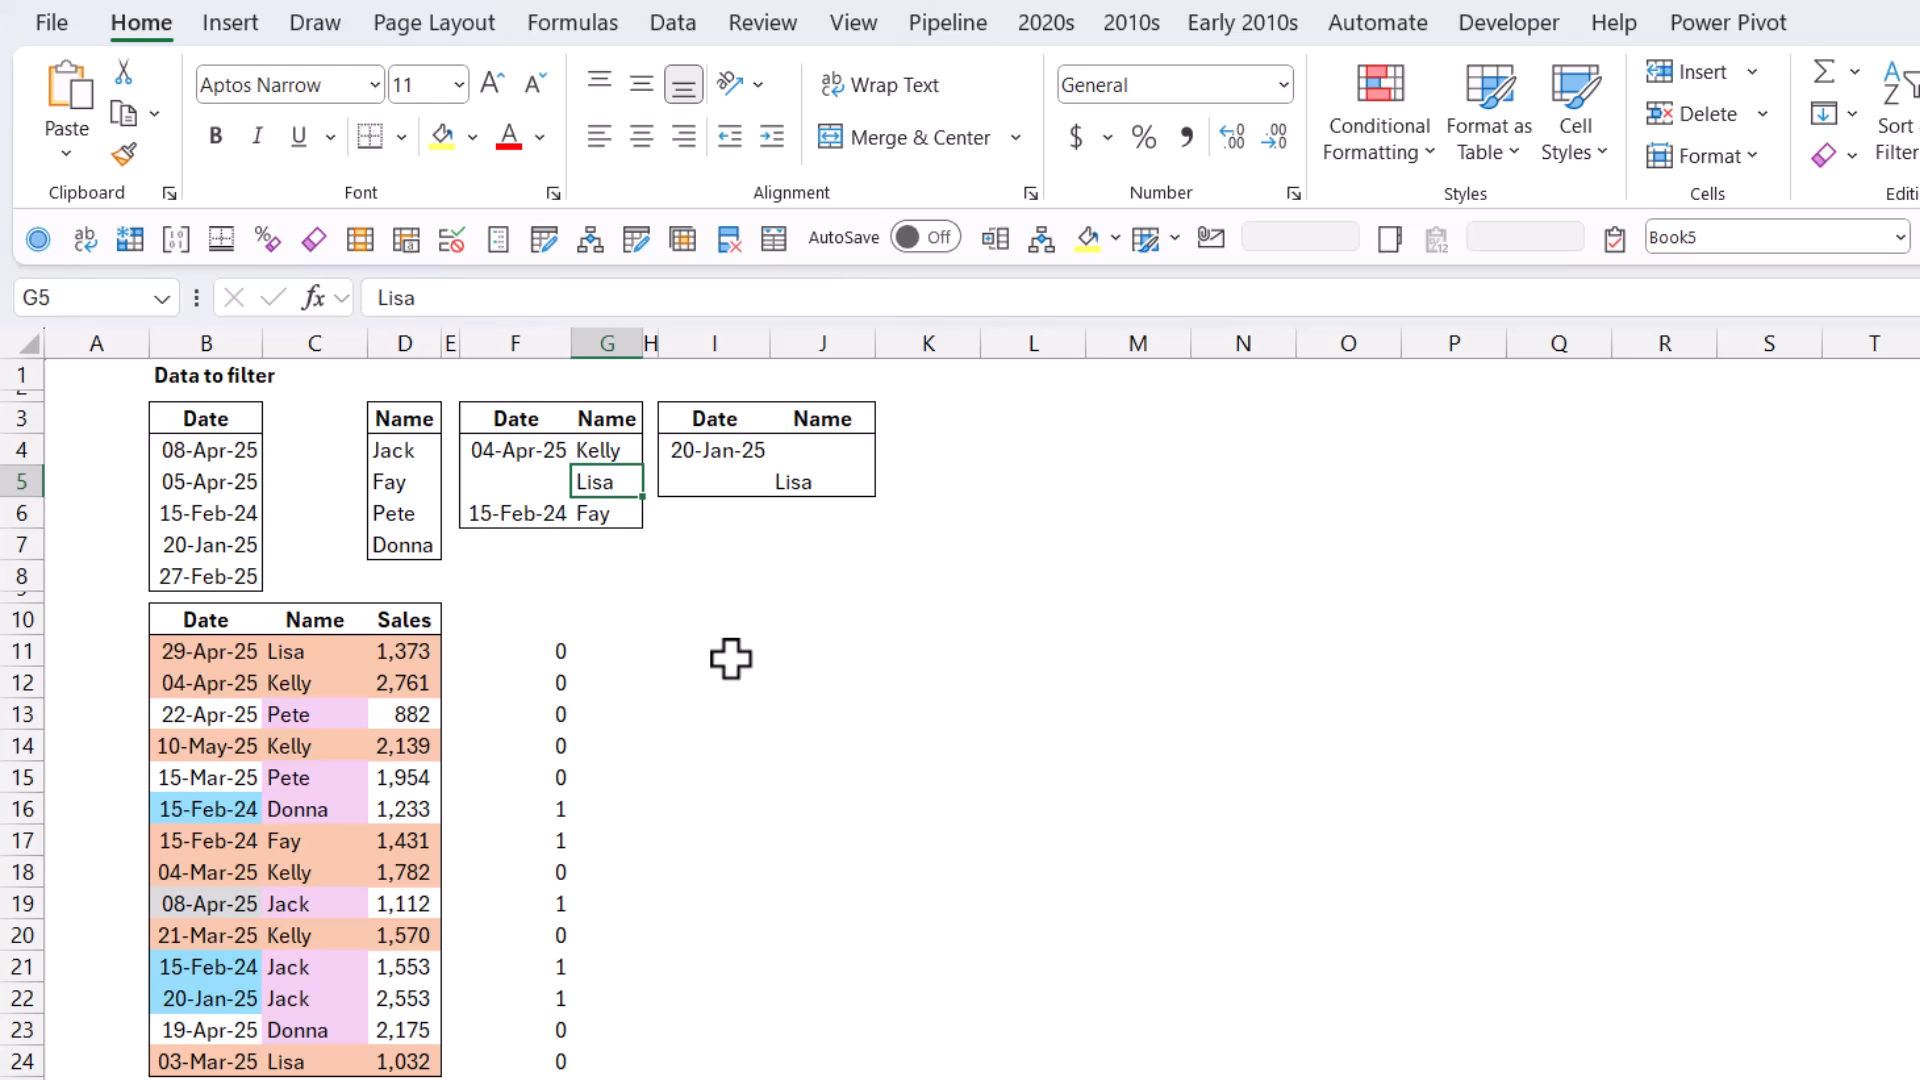 File Home Insert Draw Page Layout Formulas Data Review View Pipeline 2020s 2010s Early 2010s Automate Developer Help Power Pivot
Aptos Narrow 11 Wrap Text General Insert
Paste Delete Sort
B I U Merge & Center $ % Conditional Formatting Format as Table Cell Styles Format Filter
Clipboard Font Alignment Number Styles Cells Editi
AutoSave Off Book5
G5 fx Lisa
A B C D E F G H I J K L M N O P Q R S T
1 Data to filter
3 Date Name Date Name Date Name
4 08-Apr-25 Jack 04-Apr-25 Kelly 20-Jan-25
5 05-Apr-25 Fay Lisa Lisa
6 15-Feb-24 Pete 15-Feb-24 Fay
7 20-Jan-25 Donna
8 27-Feb-25
10 Date Name Sales
11 29-Apr-25 Lisa 1,373 0
12 04-Apr-25 Kelly 2,761 0
13 22-Apr-25 Pete 882 0
14 10-May-25 Kelly 2,139 0
15 15-Mar-25 Pete 1,954 0
16 15-Feb-24 Donna 1,233 1
17 15-Feb-24 Fay 1,431 1
18 04-Mar-25 Kelly 1,782 0
19 08-Apr-25 Jack 1,112 1
20 21-Mar-25 Kelly 1,570 0
21 15-Feb-24 Jack 1,553 1
22 20-Jan-25 Jack 2,553 1
23 19-Apr-25 Donna 2,175 0
24 03-Mar-25 Lisa 1,032 0